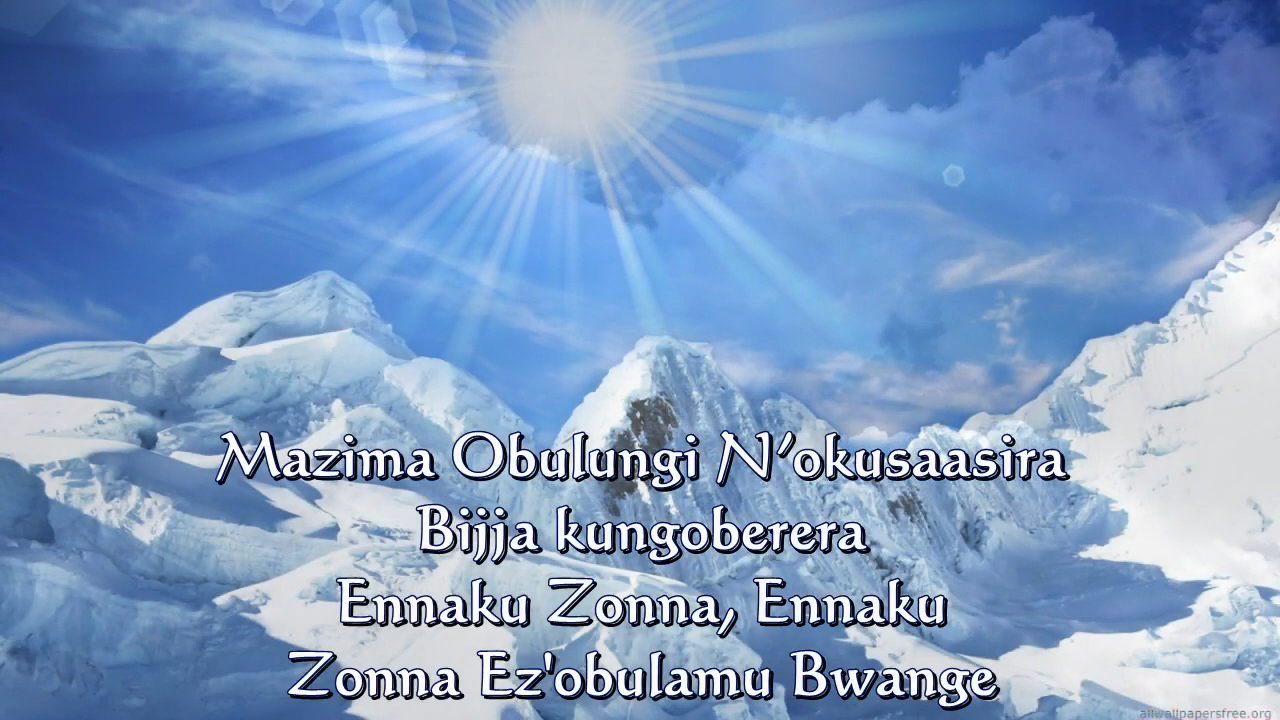 Mazima Obulungi N’okusaasira
Bijja kungoberera
Ennaku Zonna, Ennaku
Zonna Ez'obulamu Bwange
allwallpapersfree.org